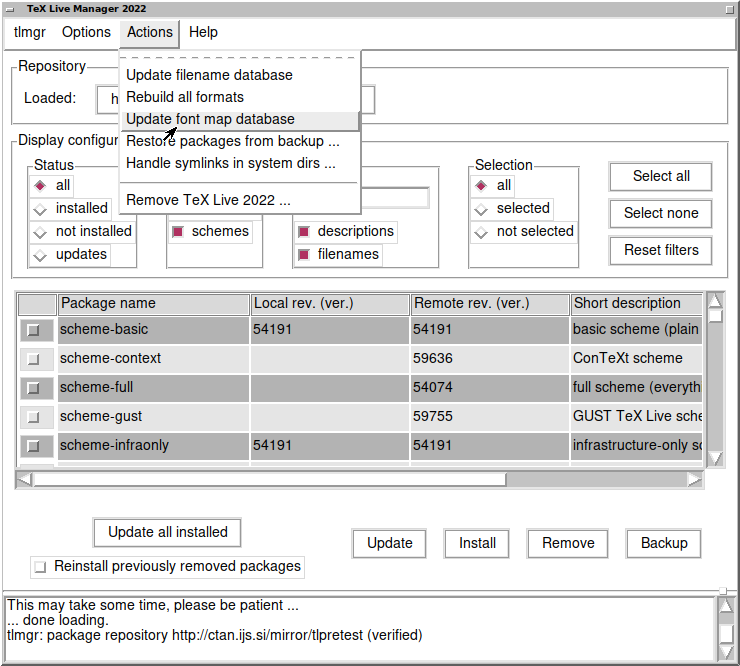 TeX Live Manager 2022
tlmgr Options Actions Help
Repository
Loaded: h
Update filename database
Rebuild all formats
Update font map database
Restore packages from backup ...
Handle symlinks in system dirs ...
Remove TeX Live 2022 ...
Display configur
Status
all
installed
not installed
updates
schemes
descriptions
filenames
Selection
all
selected
not selected
Select all
Select none
Reset filters
Package name Local rev. (ver.) Remote rev. (ver.) Short description
scheme-basic 54191 54191 basic scheme (plain
scheme-context 59636 ConTeXt scheme
scheme-full 54074 full scheme (everyth
scheme-gust 59755 GUST TeX Live sche
scheme-infraonly 54191 54191 infrastructure-only sc
Update all installed
Reinstall previously removed packages
Update Install Remove Backup
This may take some time, please be patient ...
... done loading.
tlmgr: package repository http://ctan.ijs.si/mirror/tlpretest (verified)